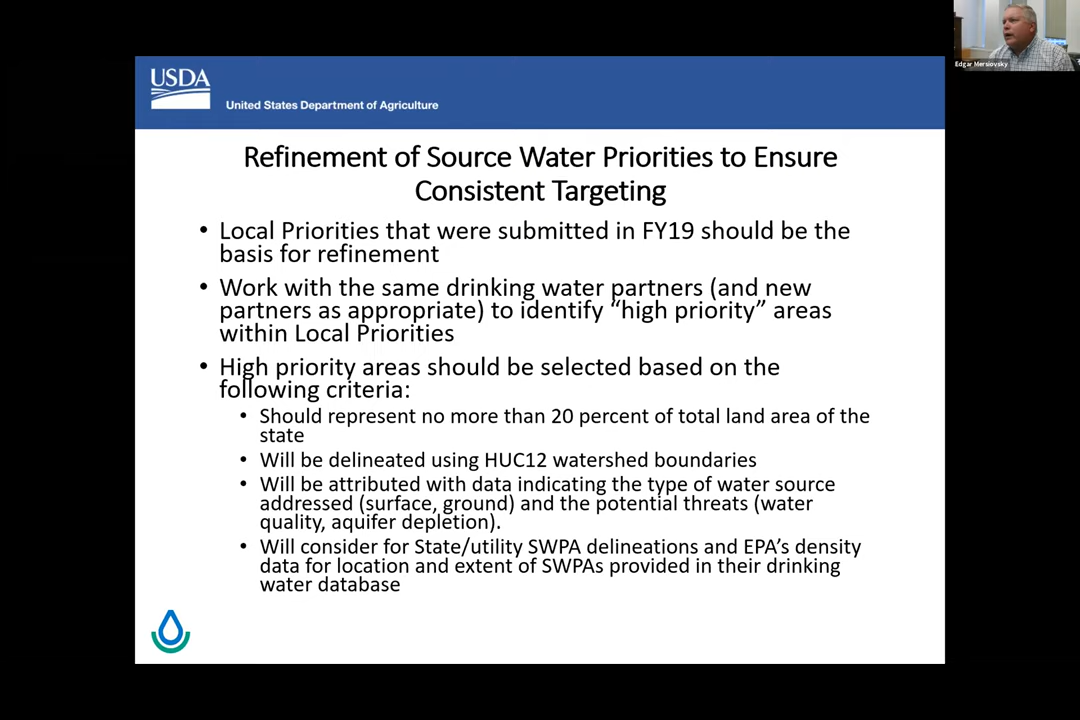 Edgar Mersiovsky
USDA
United States Department of Agriculture
Refinement of Source Water Priorities to Ensure
Consistent Targeting
• Local Priorities that were submitted in FY19 should be the
basis for refinement
• Work with the same drinking water partners (and new
partners as appropriate) to identify “high priority” areas
within Local Priorities
• High priority areas should be selected based on the
following criteria:
• Should represent no more than 20 percent of total land area of the
state
• Will be delineated using HUC12 watershed boundaries
• Will be attributed with data indicating the type of water source
addressed (surface, ground) and the potential threats (water
quality, aquifer depletion).
• Will consider for State/utility SWPA delineations and EPA’s density
data for location and extent of SWPAs provided in their drinking
water database